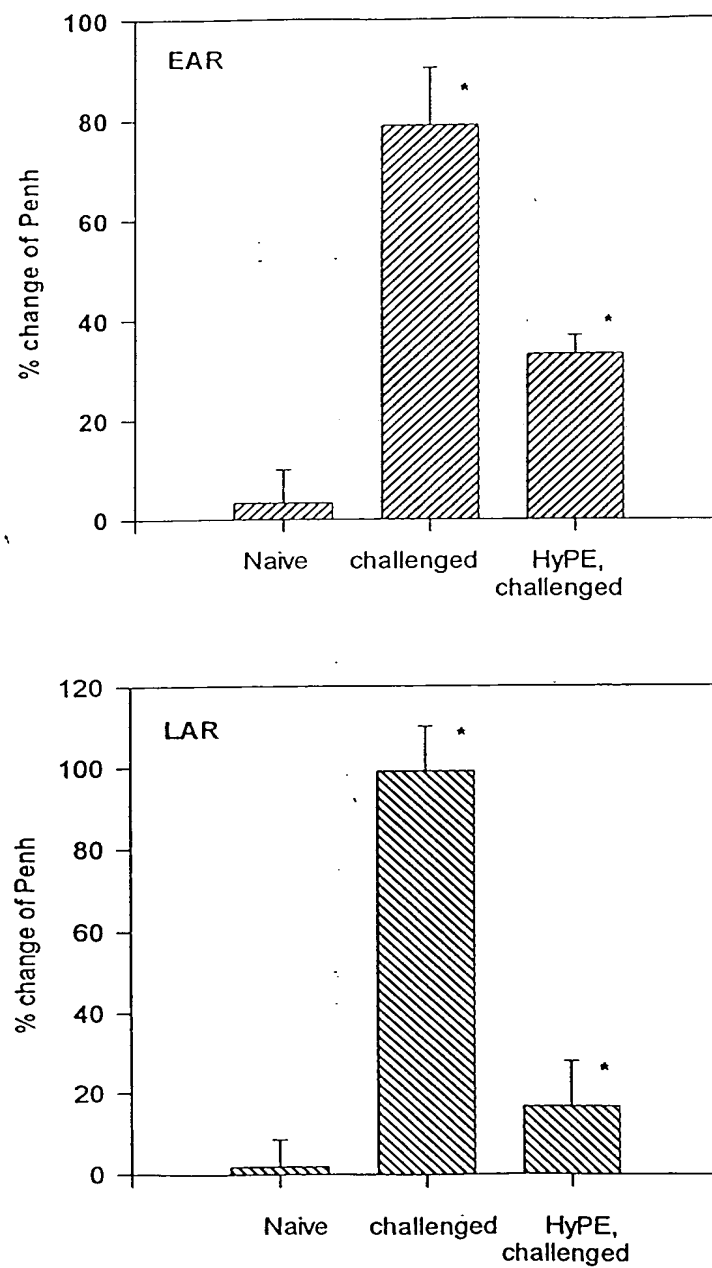 EAR
% change of Penh
100
80
60
40
20
0
Naive
challenged
*
HyPE,
challenged
*
LAR
% change of Penh
120
100
80
60
40
20
0
Naive
challenged
*
HyPE,
challenged
*